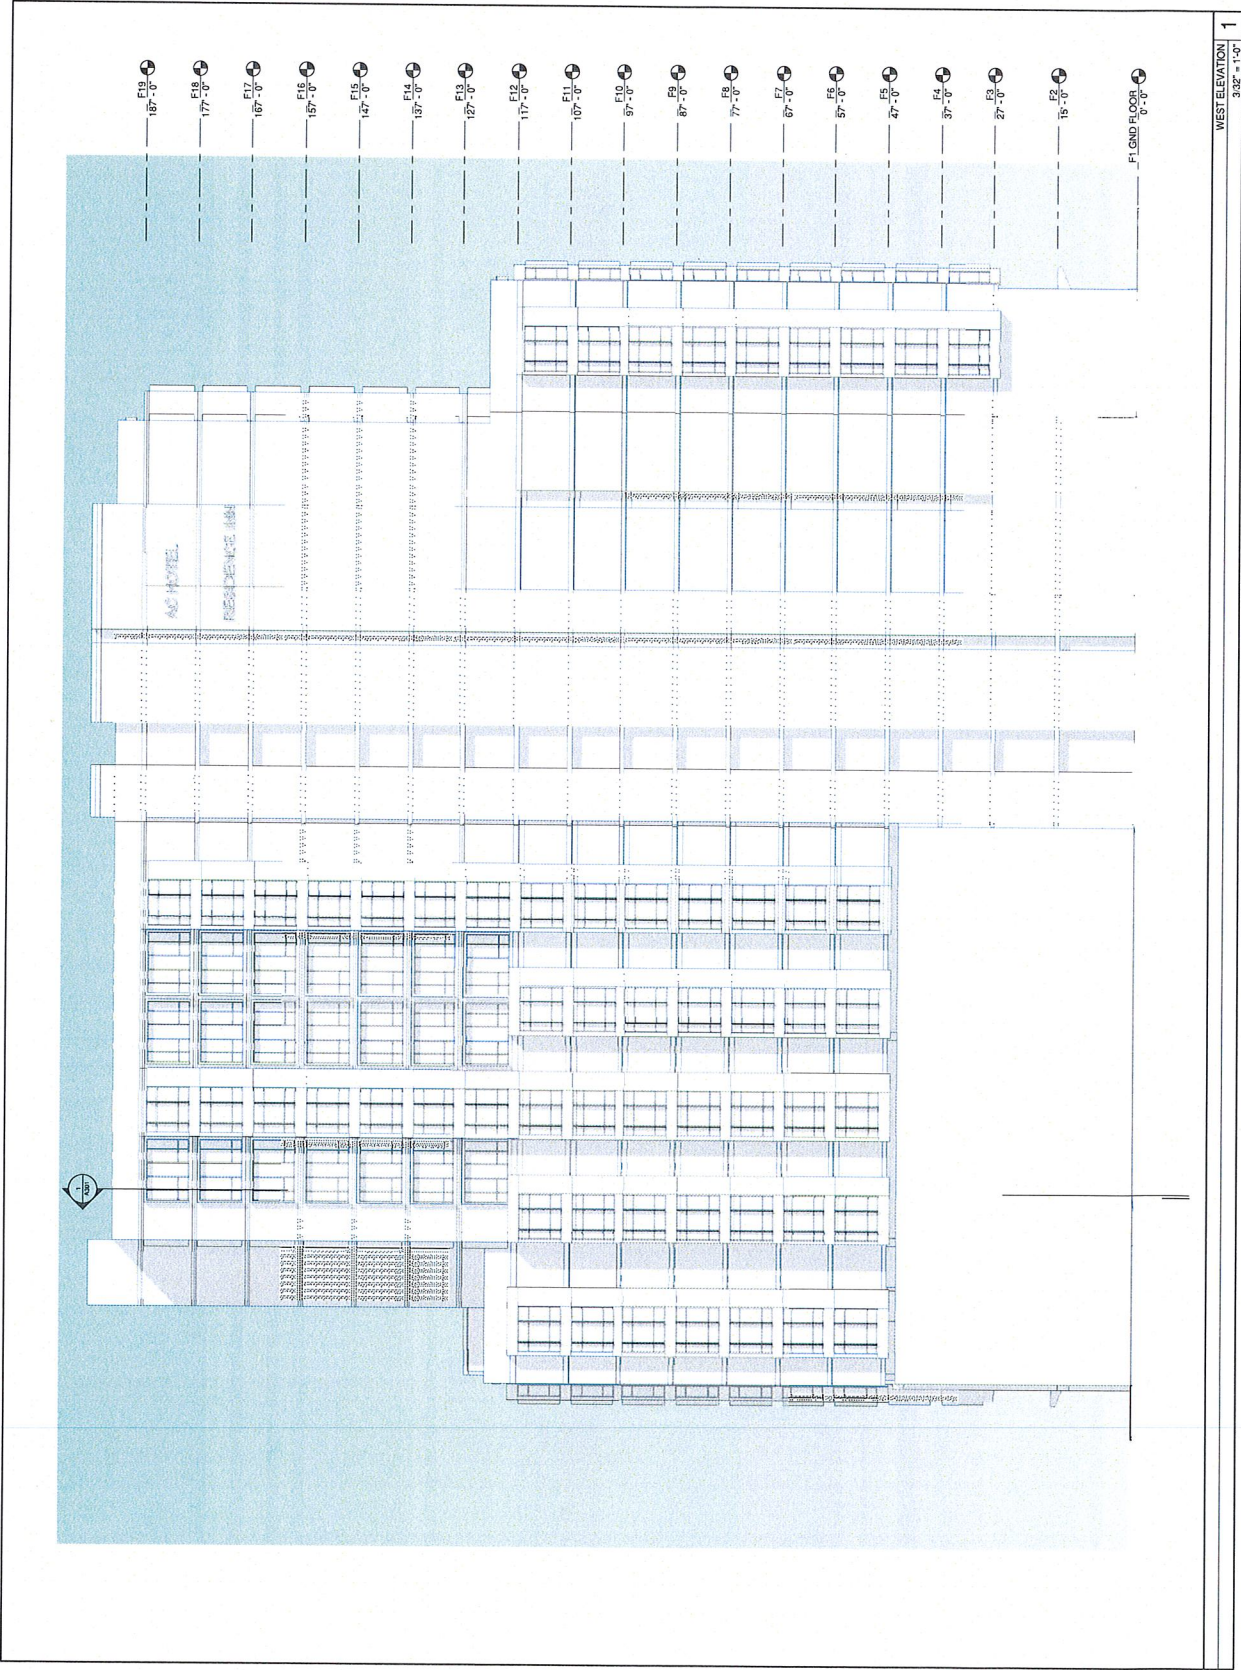 F19
187' - 0"
F18
177' - 0"
F17
167' - 0"
F16
157' - 0"
F15
147' - 0"
F14
137' - 0"
F13
127' - 0"
F12
117' - 0"
F11
107' - 0"
F10
97' - 0"
F9
87' - 0"
F8
77' - 0"
F7
67' - 0"
F6
57' - 0"
F5
47' - 0"
F4
37' - 0"
F3
27' - 0"
F2
15' - 0"
F1 GND FLOOR
0' - 0"
AC HOTEL
RESIDENCE INN
1
A301
WEST ELEVATION
1
3/32" = 1'-0"